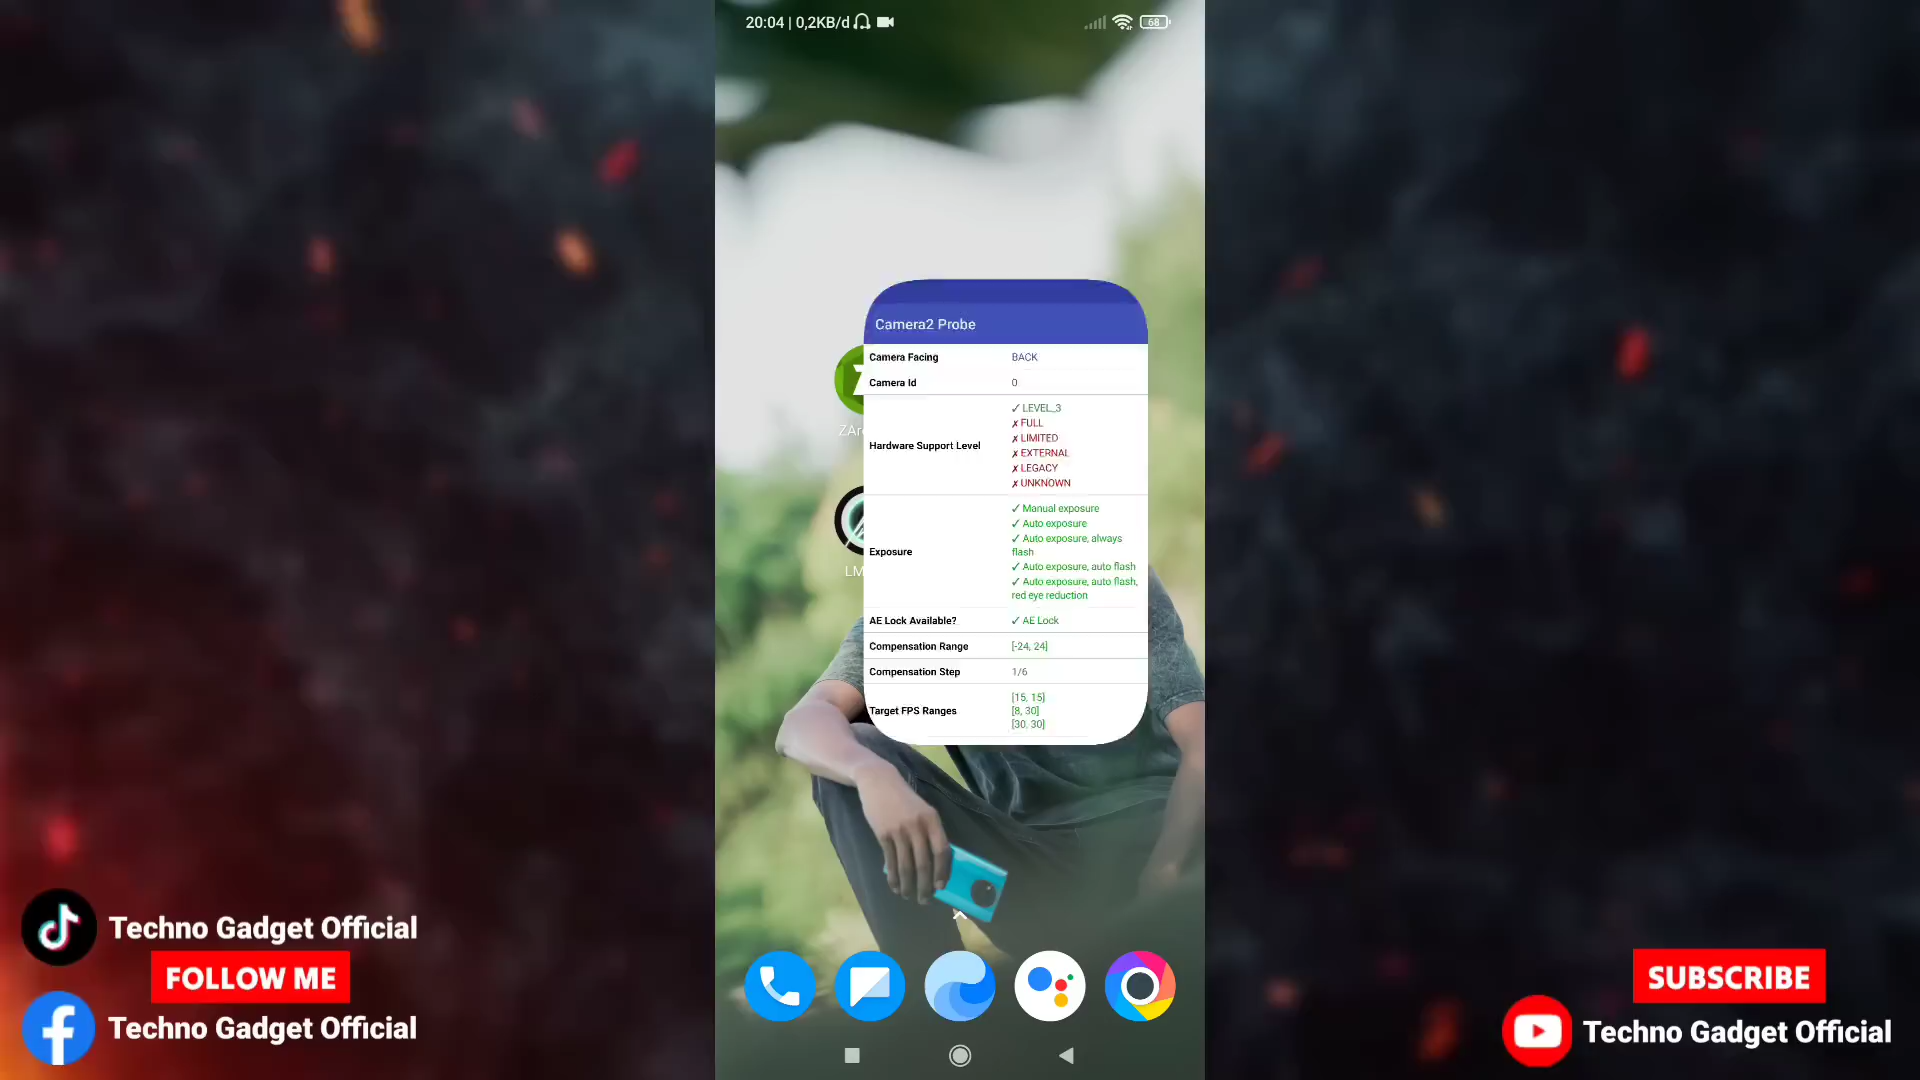 20:04 | 0,2KB/d
68
Camera2 Probe
Camera Facing BACK
Camera Id 0
Hardware Support Level
✓ LEVEL_3
✗ FULL
✗ LIMITED
✗ EXTERNAL
✗ LEGACY
✗ UNKNOWN
Exposure
✓ Manual exposure
✓ Auto exposure
✓ Auto exposure, always
flash
✓ Auto exposure, auto flash
✓ Auto exposure, auto flash,
red eye reduction
AE Lock Available? ✓ AE Lock
Compensation Range [-24, 24]
Compensation Step 1/6
Target FPS Ranges
[15, 15]
[8, 30]
[30, 30]
ZAr
LM
Techno Gadget Official
FOLLOW ME
Techno Gadget Official
SUBSCRIBE
Techno Gadget Official